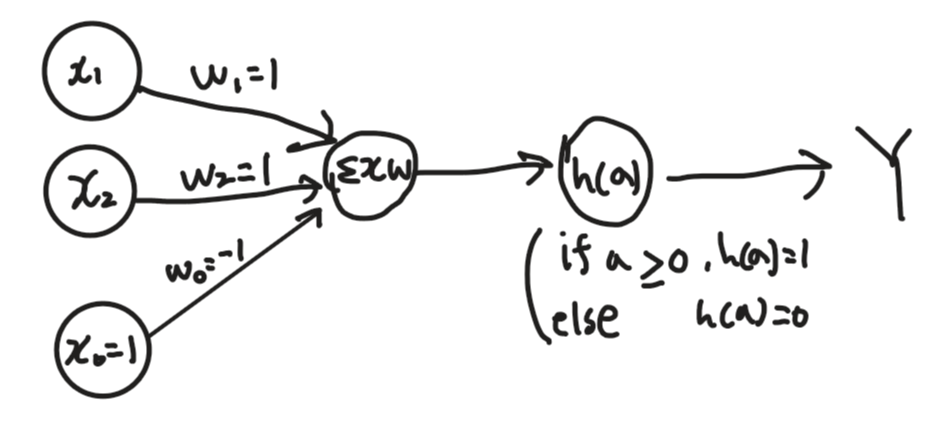 x₁
w₁=1
x₂
w₂=1
Σxw
h(a)
Y
w₀=-1
x₀=1
if a≥0, h(a)=1
else h(a)=0